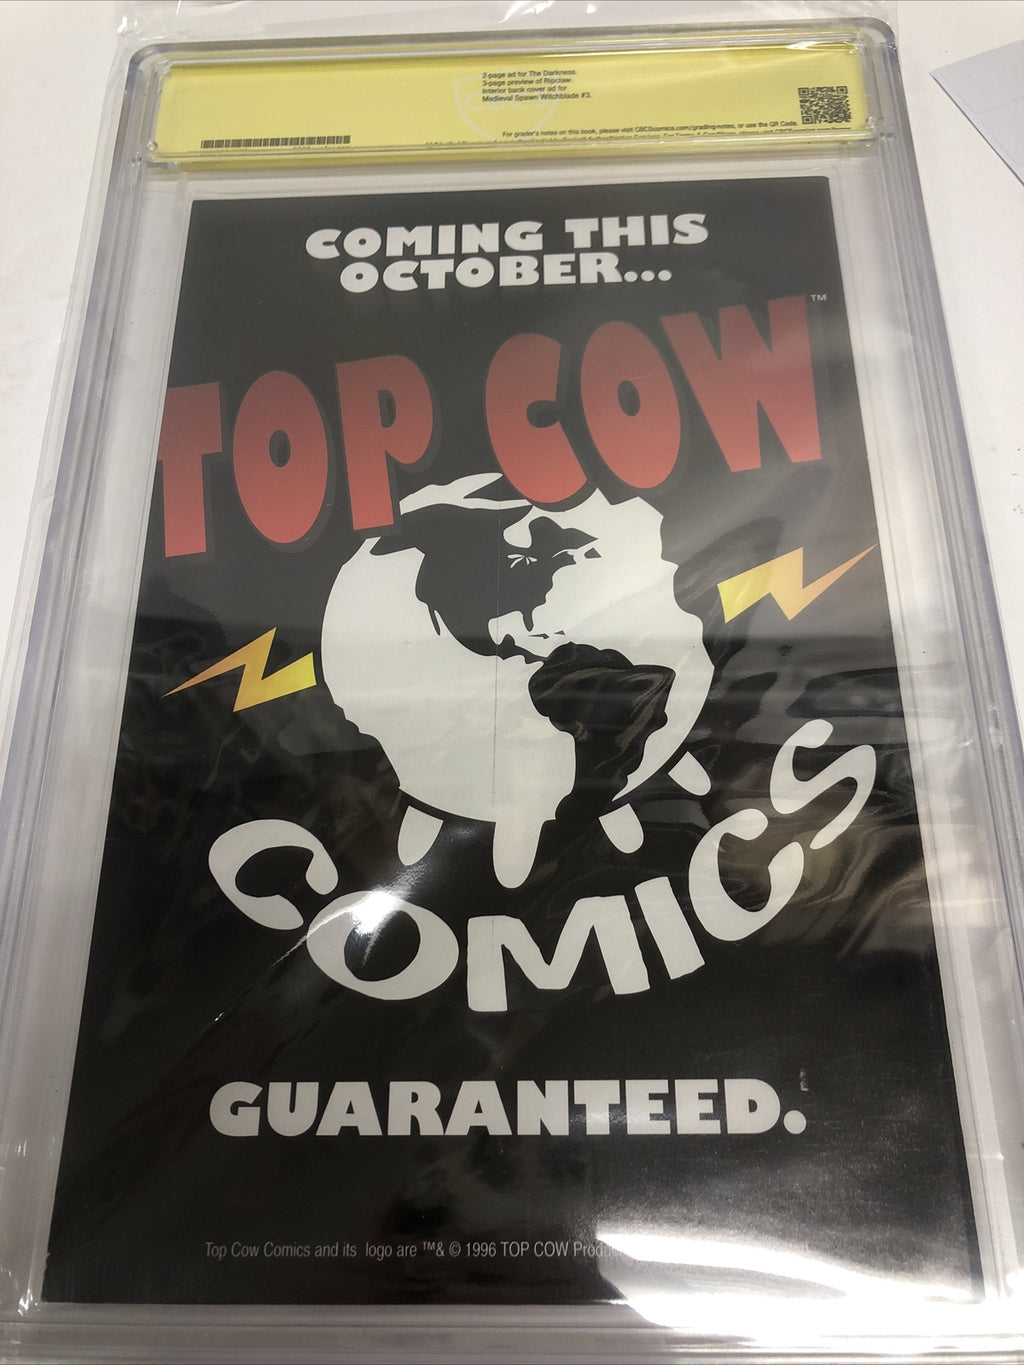 2-page ad for The Darkness.
3-page preview of Ripclaw.
Interior back cover ad for
Medieval Spawn Witchblade #3.
For grader's notes on this book, please visit CBCScomics.com/grading-notes, or use the QR Code.
COMING THIS
OCTOBER...
TOP COW™
COMICS
GUARANTEED.
Top Cow Comics and its logo are ™& © 1996 TOP COW